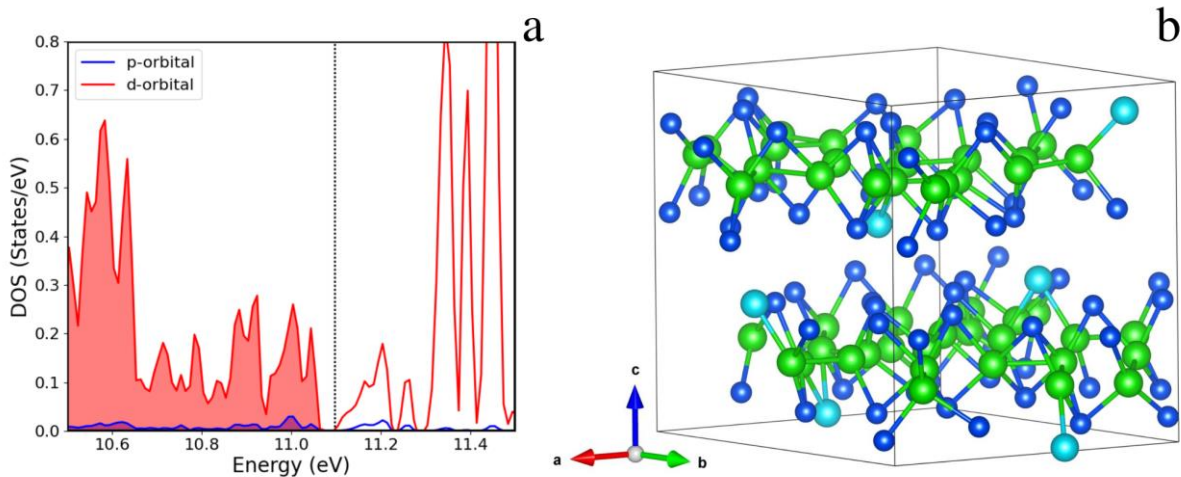 a
0.8
0.7
0.6
0.5
0.4
0.3
0.2
0.1
0.0
DOS (States/eV)
p-orbital
d-orbital
10.6
10.8
11.0
11.2
11.4
Energy (eV)
b
c
a
b